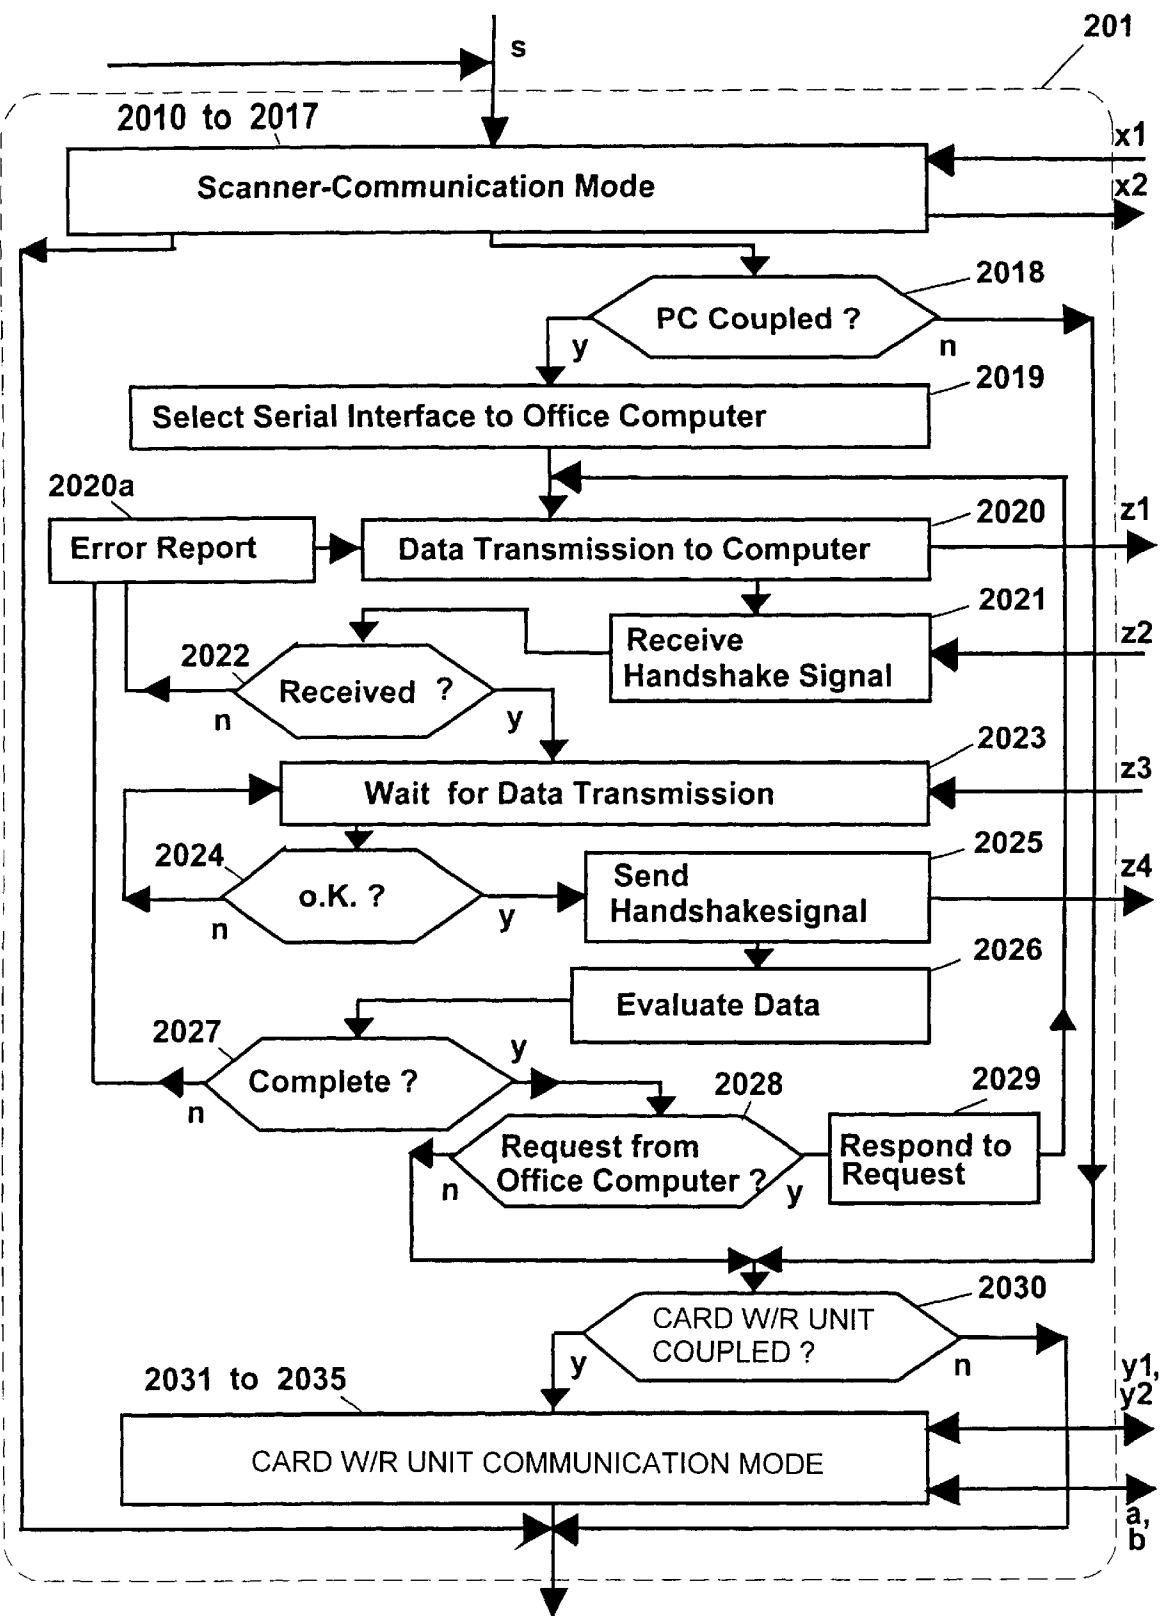 201
s
2010 to 2017
x1
Scanner-Communication Mode
x2
2018
PC Coupled ?
y
n
2019
Select Serial Interface to Office Computer
2020a
2020
z1
Error Report
Data Transmission to Computer
2021
z2
2022
Receive
Handshake Signal
Received ?
n
y
2023
z3
Wait for Data Transmission
2024
2025
z4
o.K. ?
Send
Handshakesignal
n
y
2026
Evaluate Data
2027
y
Complete ?
n
2028
2029
Request from
Office Computer ?
n
y
Respond to
Request
2030
CARD W/R UNIT
COUPLED ?
y
n
2031 to 2035
y1,
y2
CARD W/R UNIT COMMUNICATION MODE
a,
b